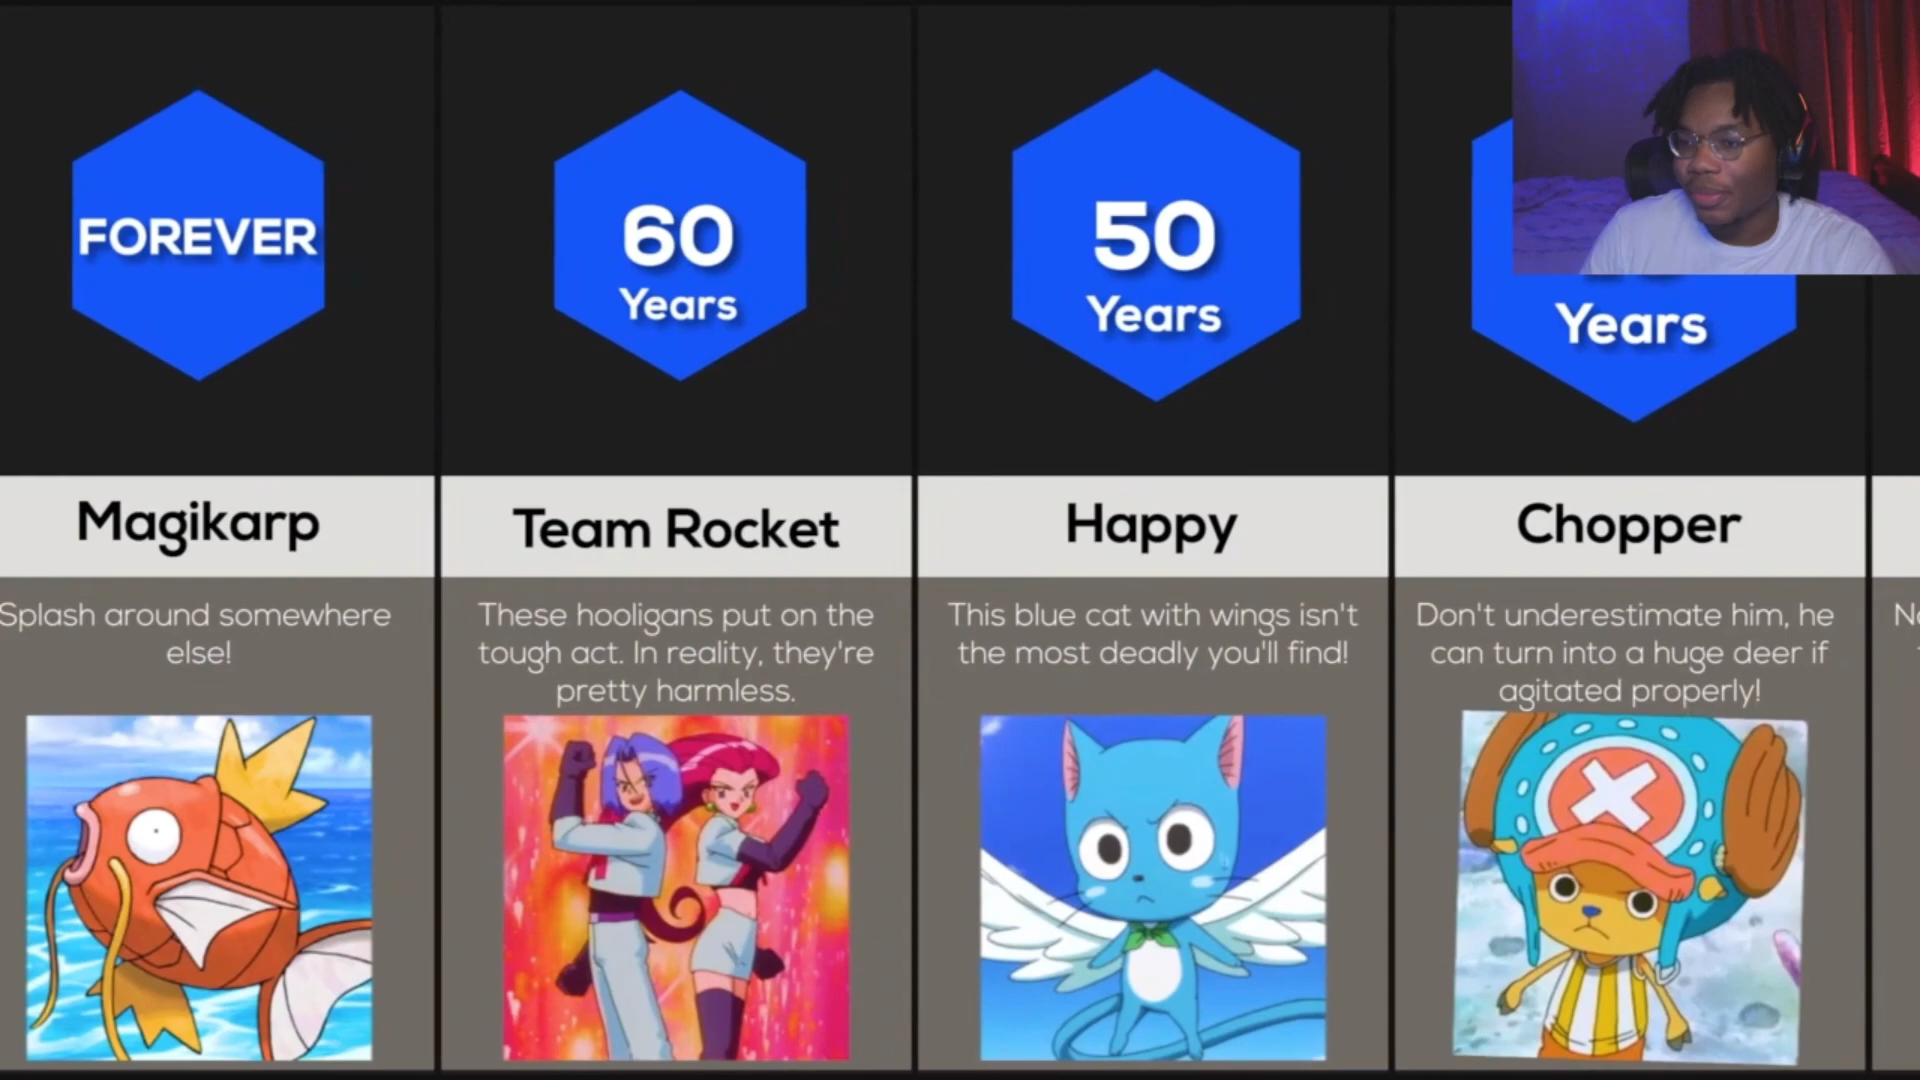 FOREVER
Magikarp
Splash around somewhere
else!
60
Years
Team Rocket
These hooligans put on the
tough act. In reality, they're
pretty harmless.
50
Years
Happy
This blue cat with wings isn't
the most deadly you'll find!
Years
Chopper
Don't underestimate him, he
can turn into a huge deer if
agitated properly!